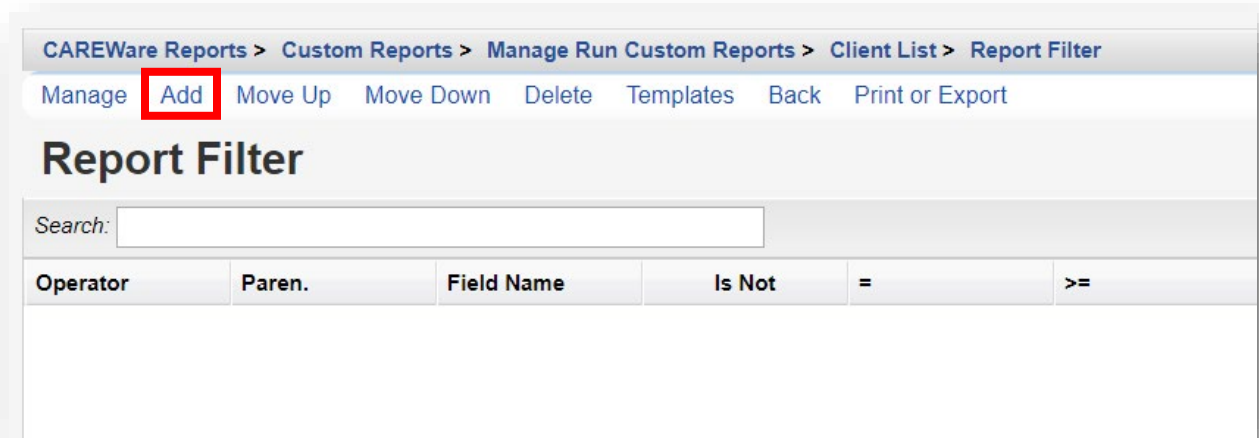 CAREWare Reports > Custom Reports > Manage Run Custom Reports > Client List > Report Filter
Manage Add Move Up Move Down Delete Templates Back Print or Export
Report Filter
Search:
Operator Paren. Field Name Is Not = >=